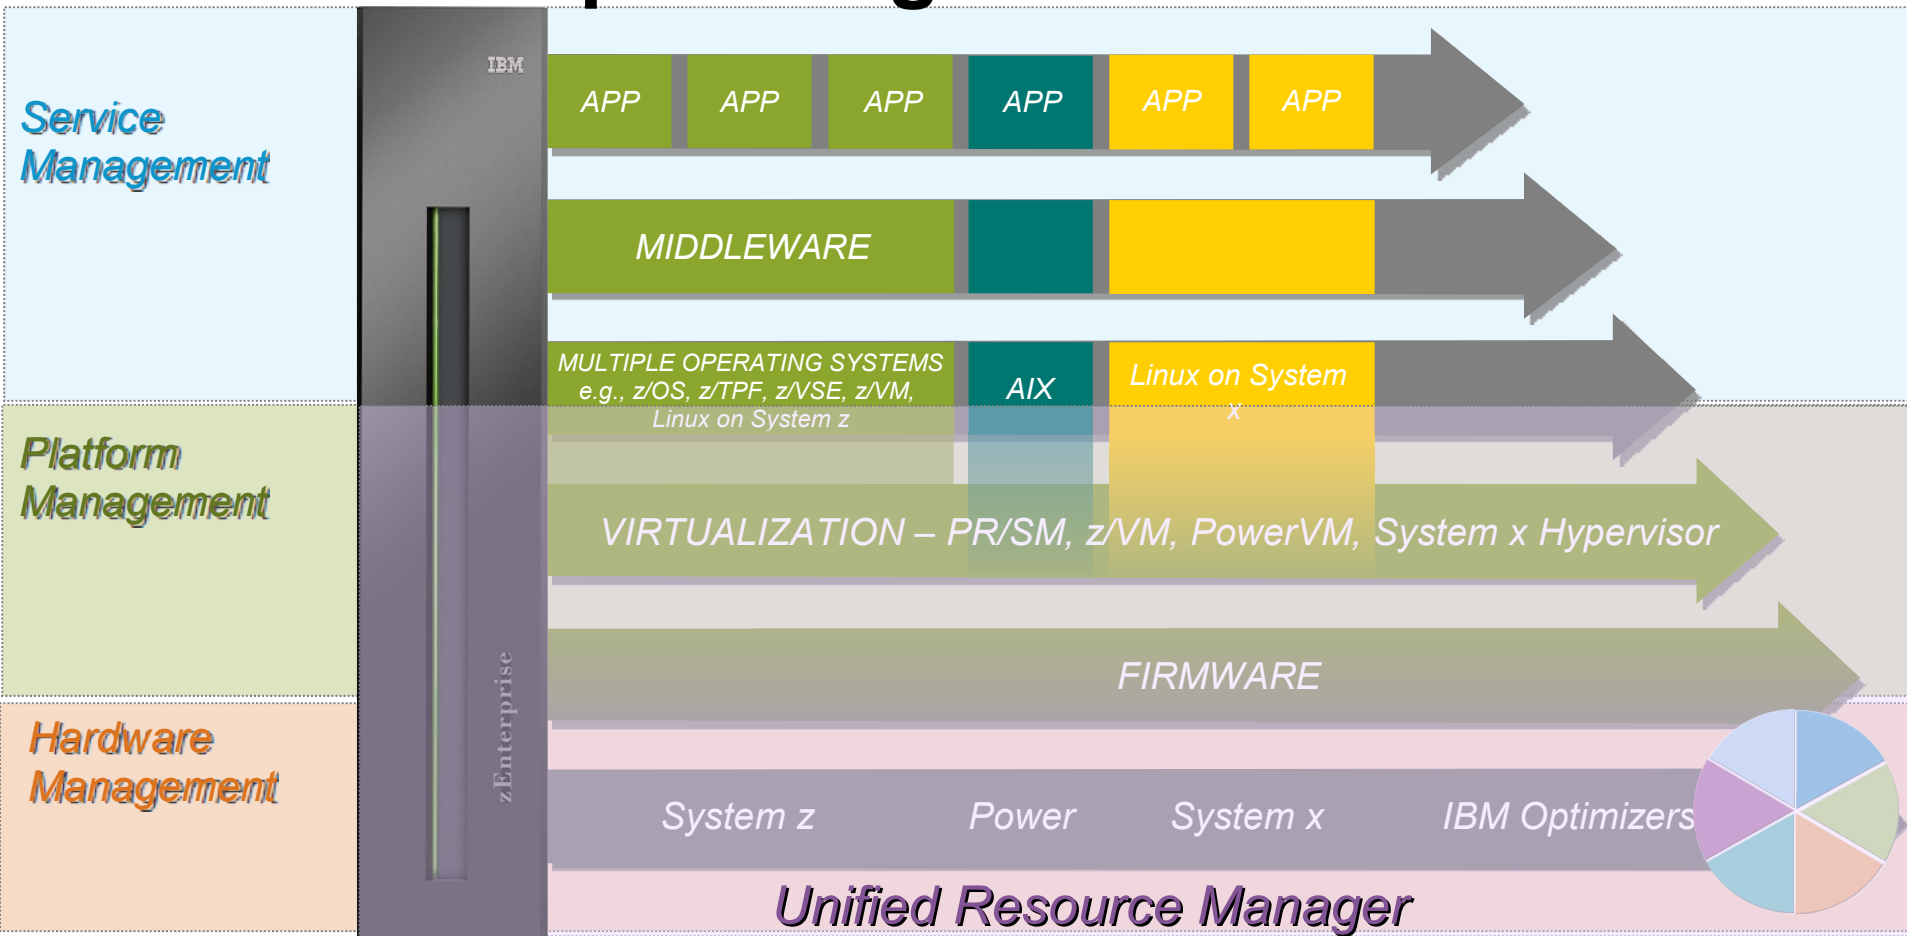 IBM
Service
Management
APP APP APP APP APP APP
MIDDLEWARE
MULTIPLE OPERATING SYSTEMS
e.g., z/OS, z/TPF, z/VSE, z/VM,
Linux on System z
AIX
Linux on System
x
Platform
Management
VIRTUALIZATION – PR/SM, z/VM, PowerVM, System x Hypervisor
FIRMWARE
zEnterprise
Hardware
Management
System z Power System x IBM Optimizers
Unified Resource Manager